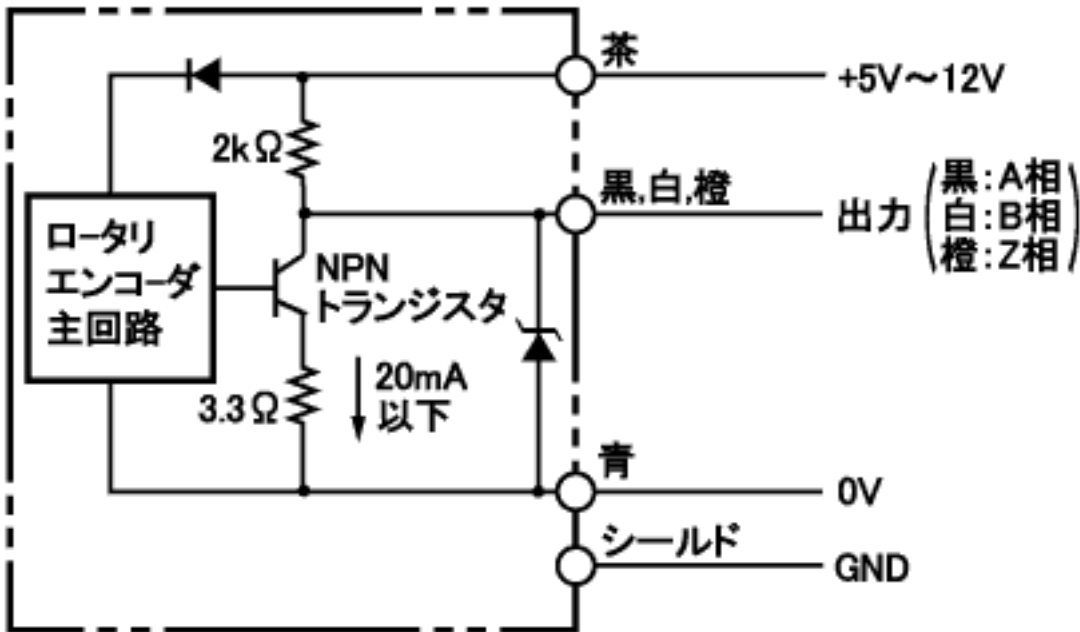 茶
+5V～12V
2kΩ
黒,白,橙
出力
黒:A相
白:B相
橙:Z相
ロータリ
エンコーダ
主回路
NPN
トランジスタ
20mA
以下
3.3Ω
青
0V
シールド
GND